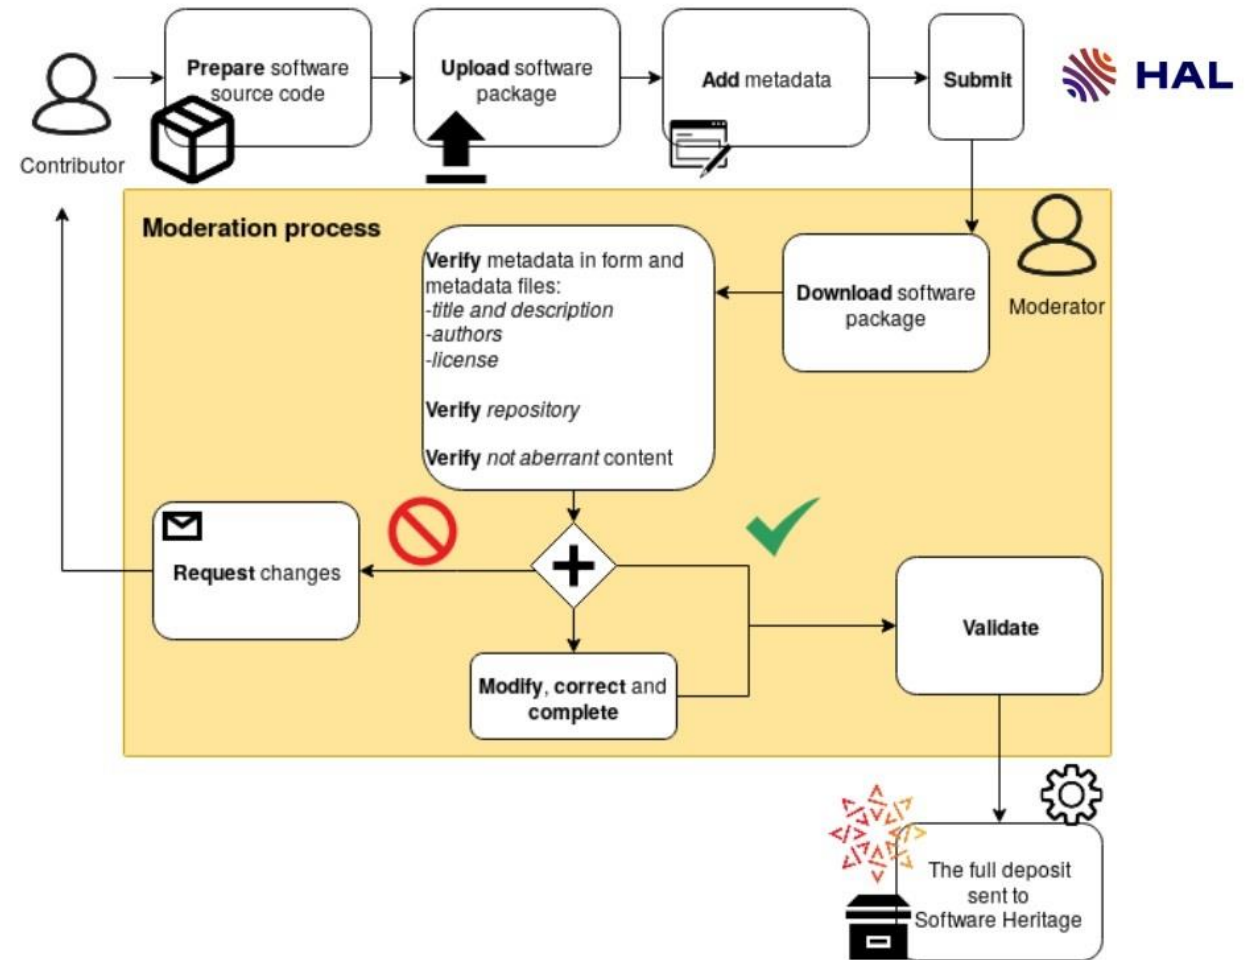 Prepare software
source code
Upload software
package
Add metadata
Submit
HAL
Contributor
Moderation process
Verify metadata in form and
metadata files:
-title and description
-authors
-license
Verify repository
Verify not aberrant content
Download software
package
Moderator
Request changes
Modify, correct and
complete
Validate
The full deposit
sent to
Software Heritage